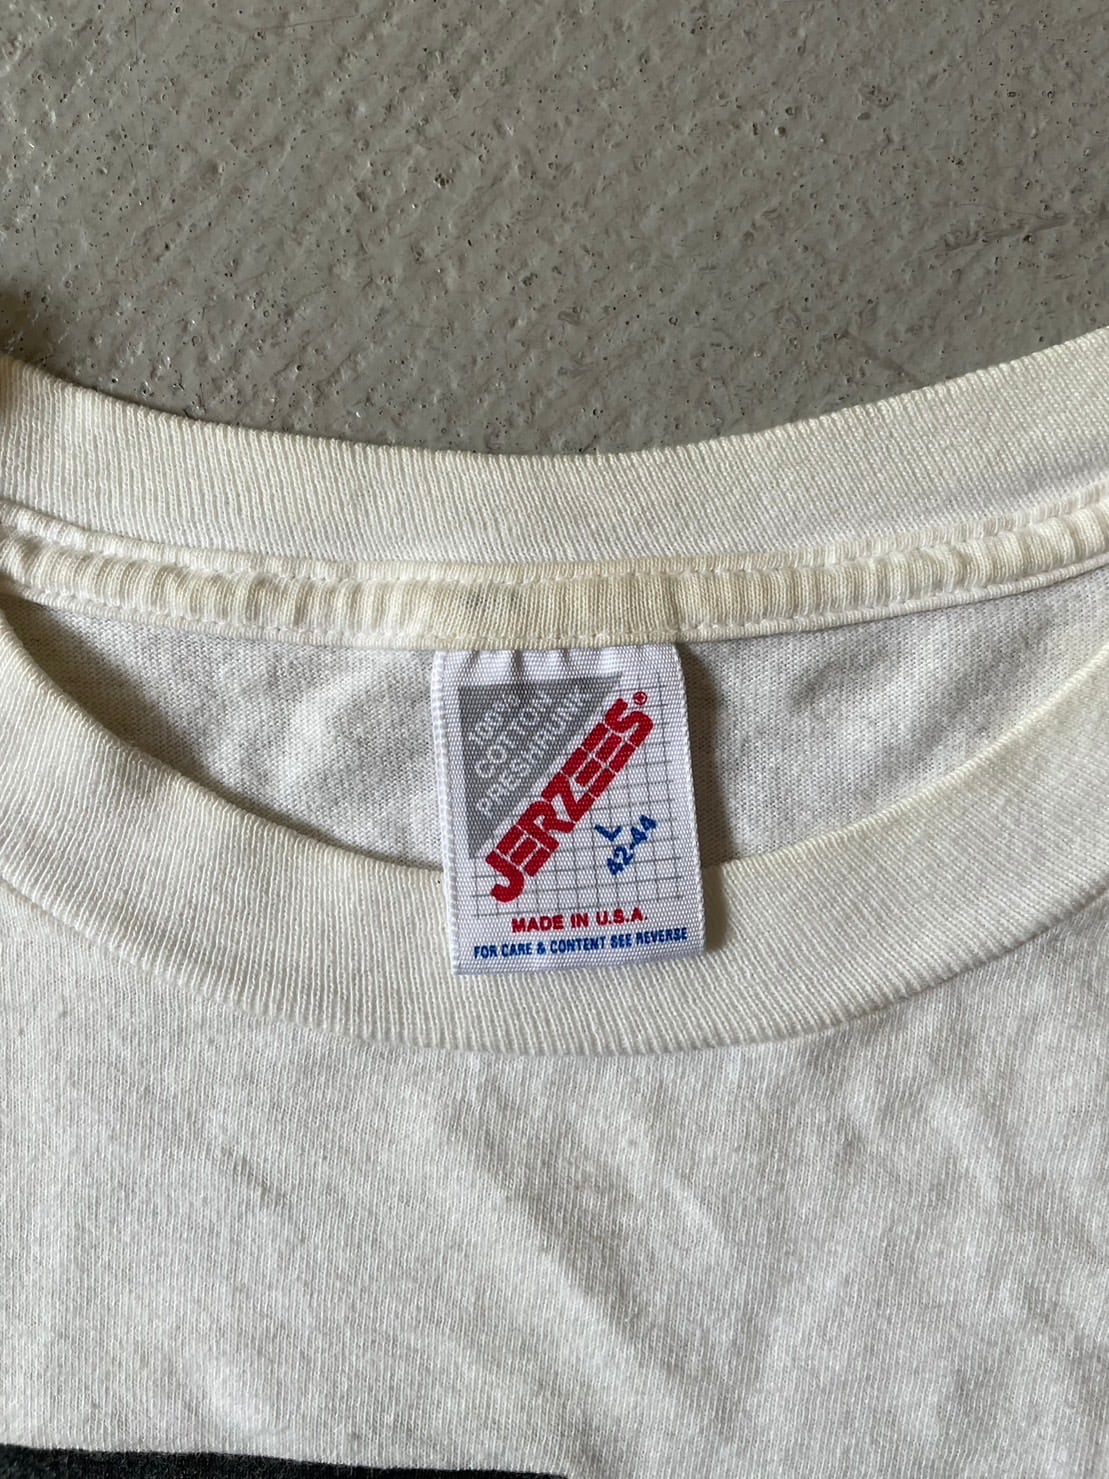 100%
COTTON
PRESHRUNK
JERZEES®
L
42-44
MADE IN U.S.A.
FOR CARE & CONTENT SEE REVERSE